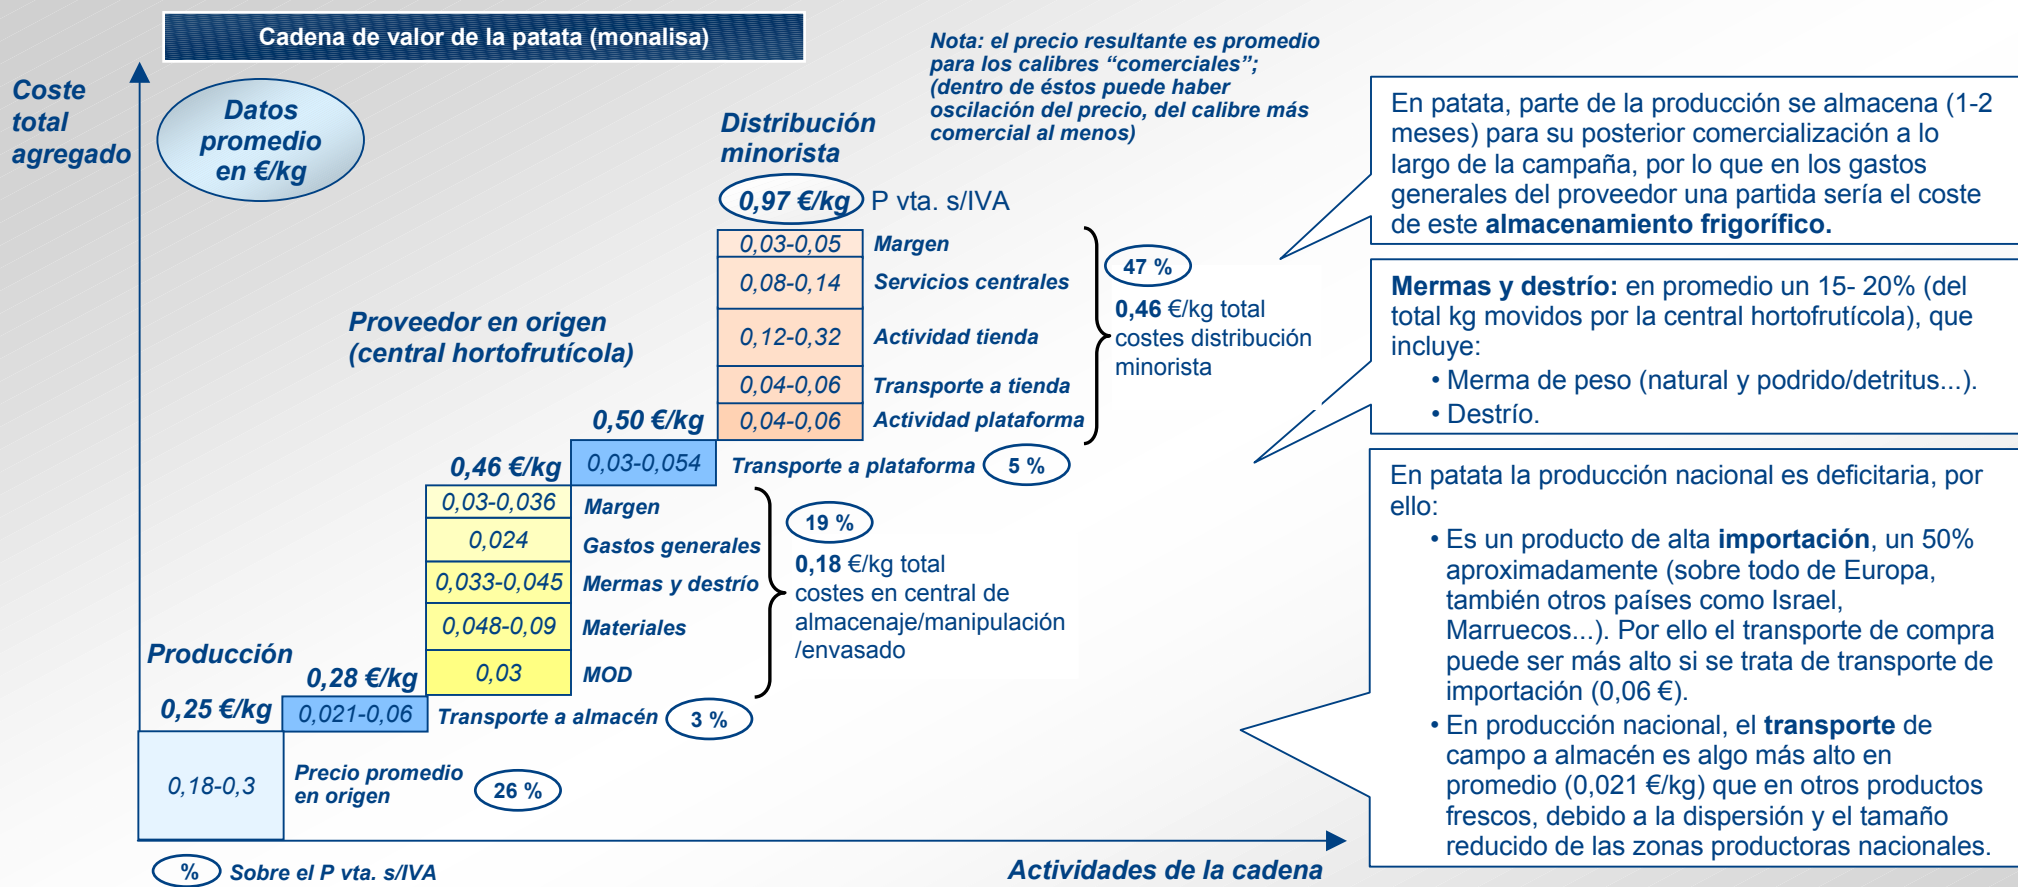 Cadena de valor de la patata (monalisa)
Coste
total
agregado
Datos
promedio
en €/kg
Nota: el precio resultante es promedio
para los calibres “comerciales”;
(dentro de éstos puede haber
oscilación del precio, del calibre más
comercial al menos)
Distribución
minorista
0,97 €/kg P vta. s/IVA
0,03-0,05 Margen
0,08-0,14 Servicios centrales
0,12-0,32 Actividad tienda
0,04-0,06 Transporte a tienda
0,04-0,06 Actividad plataforma
47 %
0,46 €/kg total
costes distribución
minorista
Proveedor en origen
(central hortofrutícola)
0,50 €/kg
0,03-0,054 Transporte a plataforma 5 %
0,46 €/kg
0,03-0,036 Margen
0,024 Gastos generales
0,033-0,045 Mermas y destrío
0,048-0,09 Materiales
0,03 MOD
19 %
0,18 €/kg total
costes en central de
almacenaje/manipulación
/envasado
Producción
0,28 €/kg
0,021-0,06 Transporte a almacén 3 %
0,25 €/kg
0,18-0,3
Precio promedio
en origen
26 %
% Sobre el P vta. s/IVA
Actividades de la cadena
En patata, parte de la producción se almacena (1-2
meses) para su posterior comercialización a lo
largo de la campaña, por lo que en los gastos
generales del proveedor una partida sería el coste
de este almacenamiento frigorífico.
Mermas y destrío: en promedio un 15- 20% (del
total kg movidos por la central hortofrutícola), que
incluye:
• Merma de peso (natural y podrido/detritus...).
• Destrío.
En patata la producción nacional es deficitaria, por
ello:
• Es un producto de alta importación, un 50%
aproximadamente (sobre todo de Europa,
también otros países como Israel,
Marruecos...). Por ello el transporte de compra
puede ser más alto si se trata de transporte de
importación (0,06 €).
• En producción nacional, el transporte de
campo a almacén es algo más alto en
promedio (0,021 €/kg) que en otros productos
frescos, debido a la dispersión y el tamaño
reducido de las zonas productoras nacionales.